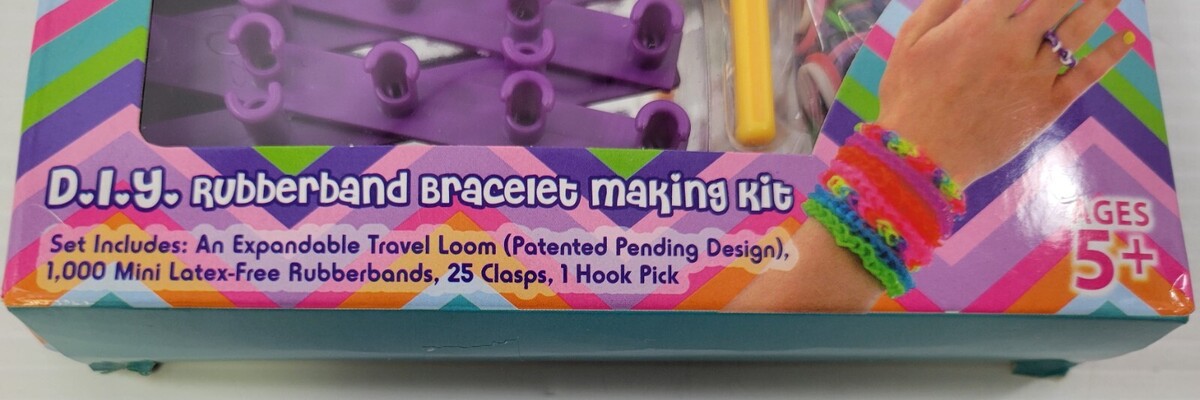 D.I.Y. Rubberband Bracelet Making Kit
Set Includes: An Expandable Travel Loom (Patented Pending Design),
1,000 Mini Latex-Free Rubberbands, 25 Clasps, 1 Hook Pick
AGES
5+